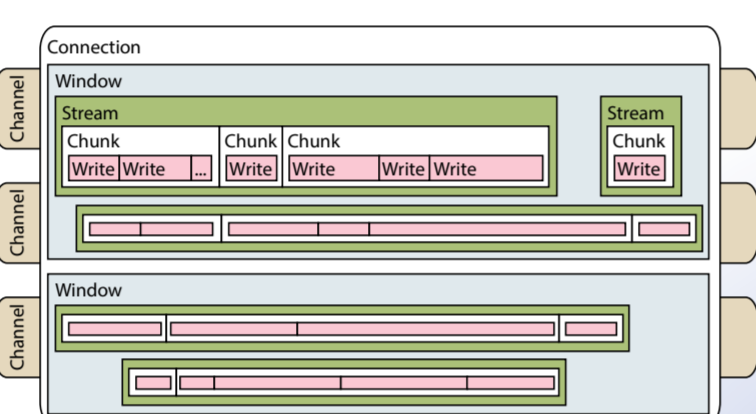 Connection
Window
Stream
Stream
Chunk
Chunk
Chunk
Chunk
Write
Write
...
Write
Write
Write
Write
Write
Window
Channel
Channel
Channel